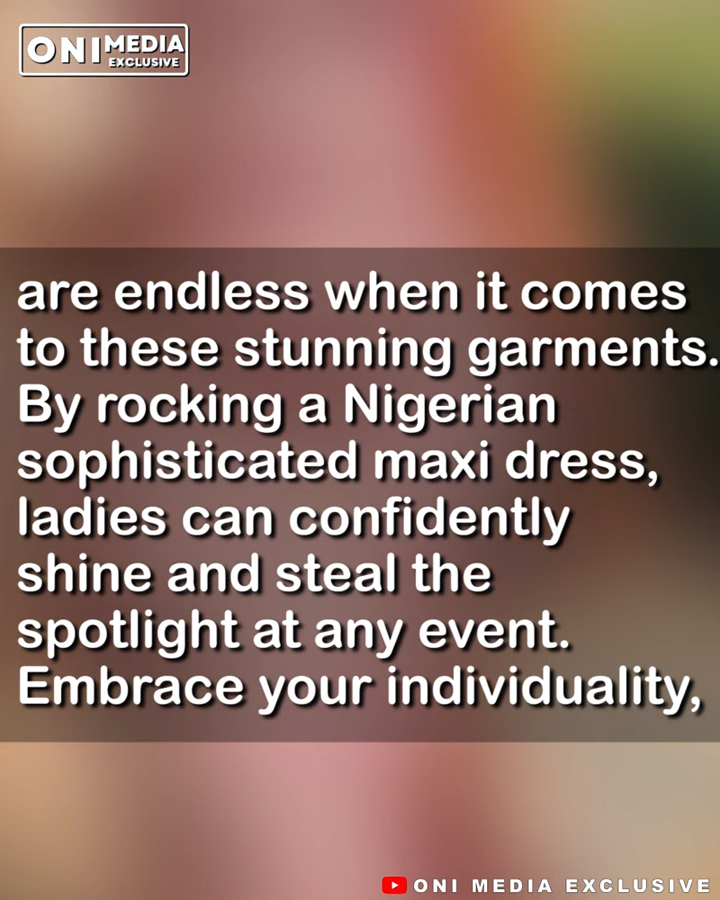 ONI MEDIA
EXCLUSIVE
are endless when it comes
to these stunning garments.
By rocking a Nigerian
sophisticated maxi dress,
ladies can confidently
shine and steal the
spotlight at any event.
Embrace your individuality,
ONI MEDIA EXCLUSIVE